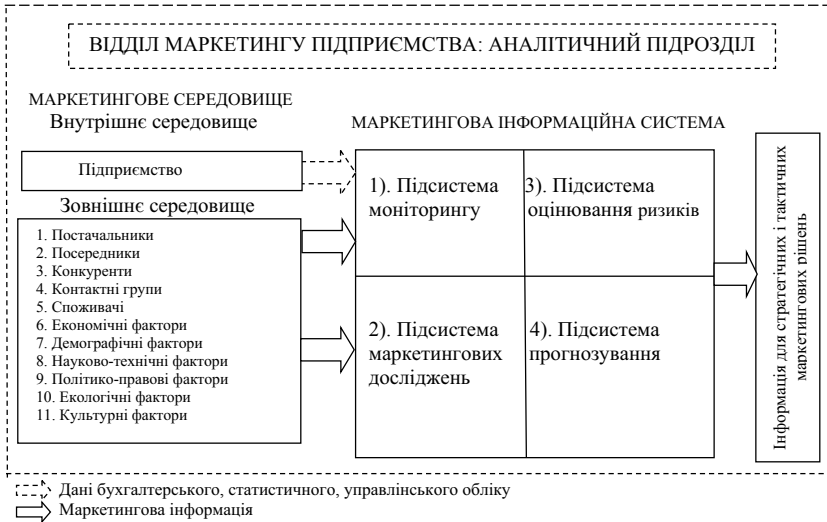 ВІДДІЛ МАРКЕТИНГУ ПІДПРИЄМСТВА: АНАЛІТИЧНИЙ ПІДРОЗДІЛ
МАРКЕТИНГОВЕ СЕРЕДОВИЩЕ
Внутрішнє середовище
Підприємство
Зовнішнє середовище
1. Постачальники
2. Посередники
3. Конкуренти
4. Контактні групи
5. Споживачі
6. Економічні фактори
7. Демографічні фактори
8. Науково-технічні фактори
9. Політико-правові фактори
10. Екологічні фактори
11. Культурні фактори
МАРКЕТИНГОВА ІНФОРМАЦІЙНА СИСТЕМА
1). Підсистема
моніторингу
3). Підсистема
оцінювання ризиків
2). Підсистема
маркетингових
досліджень
4). Підсистема
прогнозування
Інформація для стратегічних і тактичних
маркетингових рішень
Дані бухгалтерського, статистичного, управлінського обліку
Маркетингова інформація